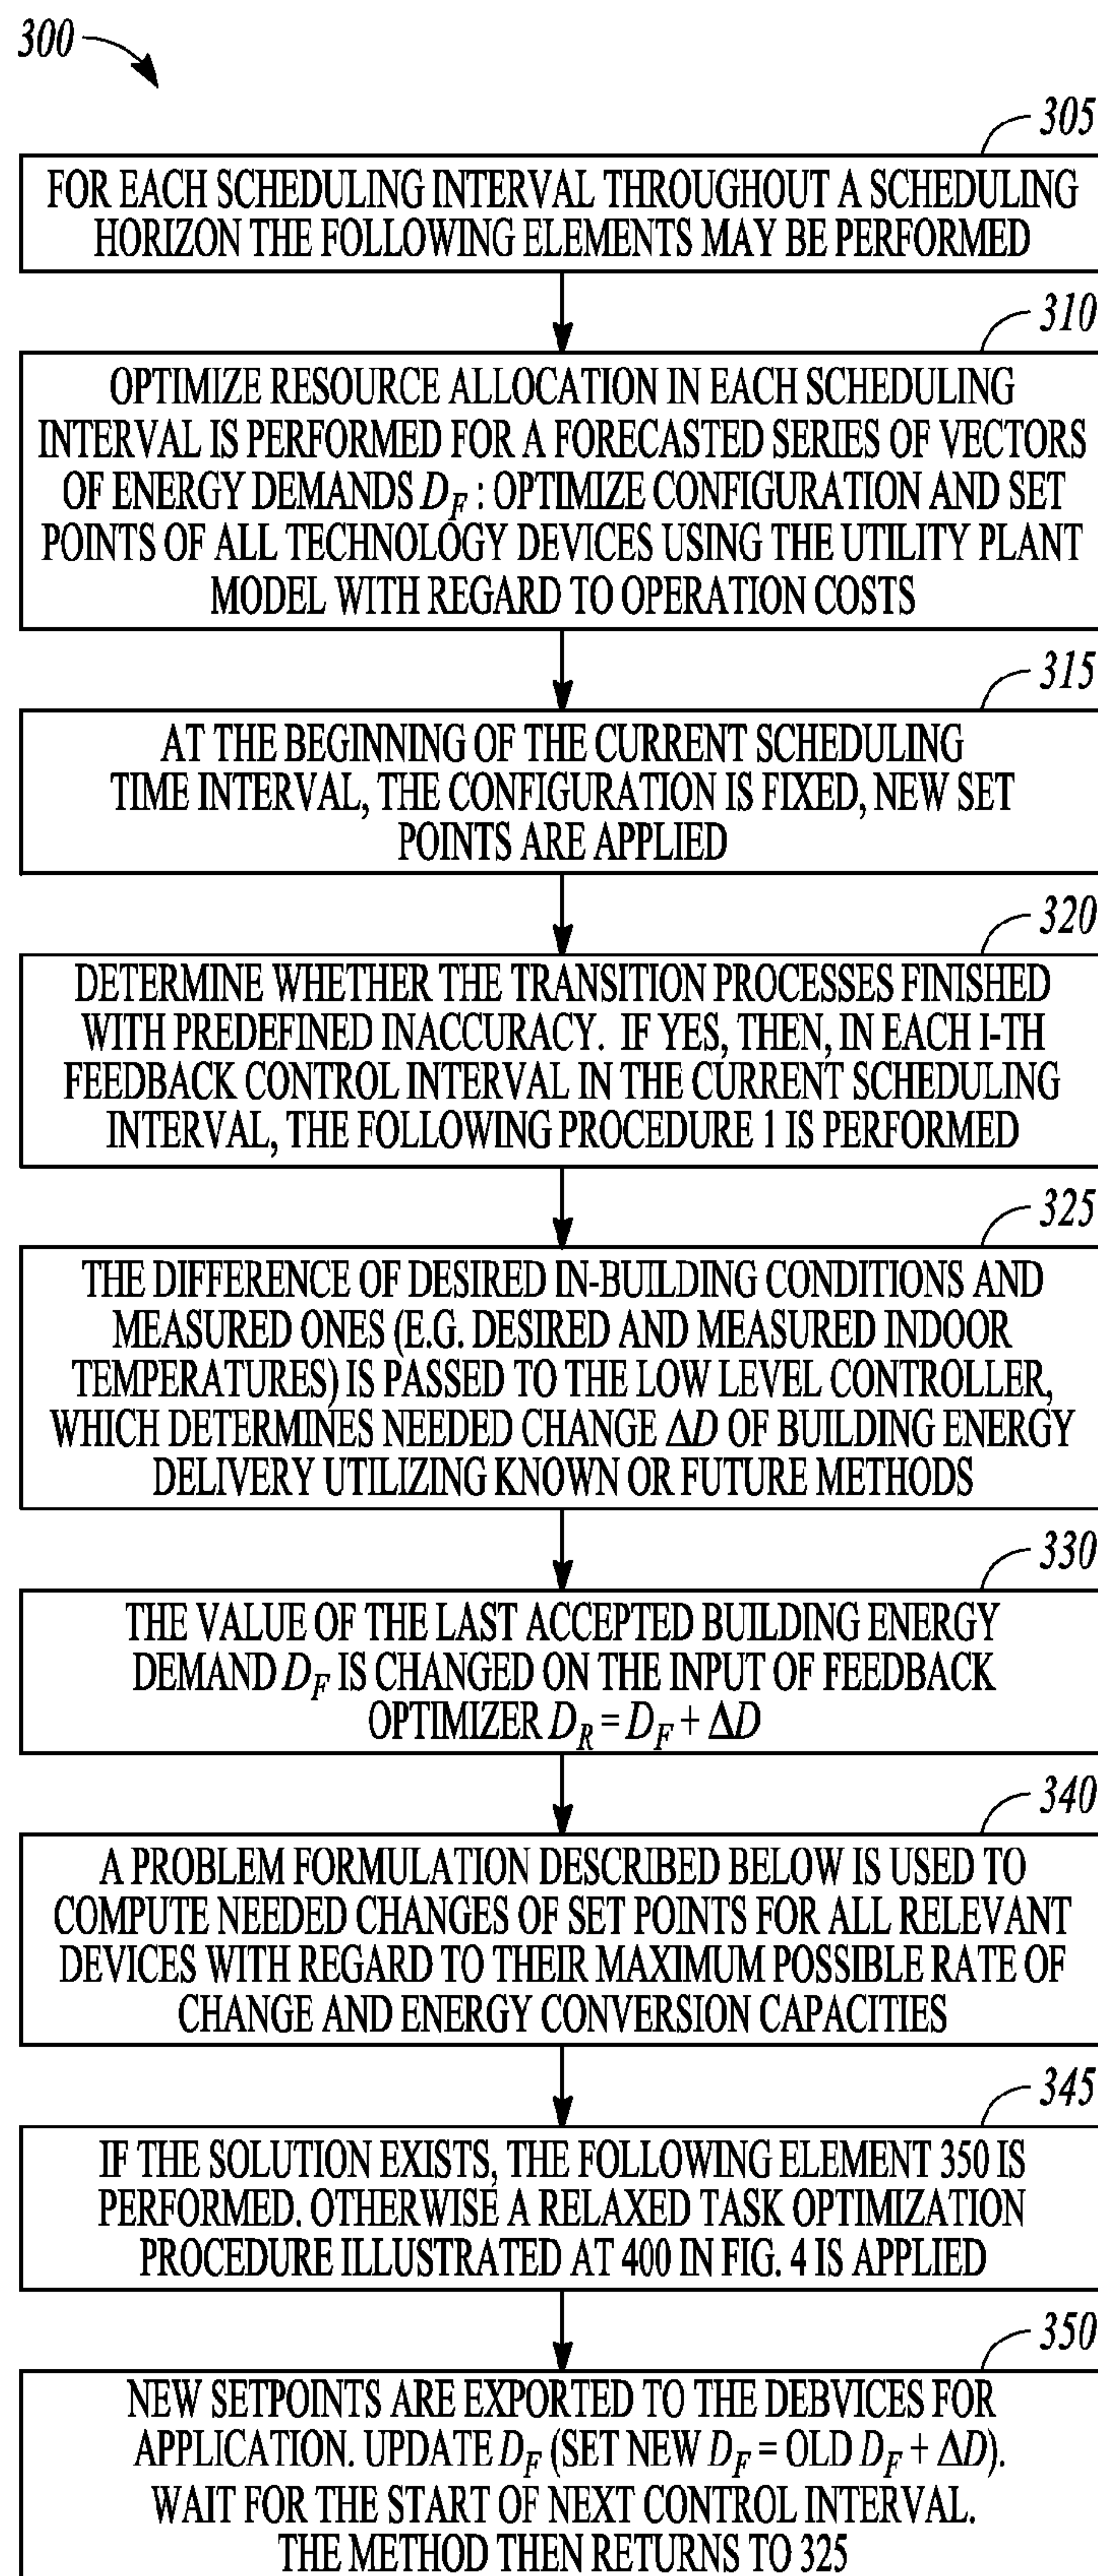 300
305
FOR EACH SCHEDULING INTERVAL THROUGHOUT A SCHEDULING
HORIZON THE FOLLOWING ELEMENTS MAY BE PERFORMED
310
OPTIMIZE RESOURCE ALLOCATION IN EACH SCHEDULING
INTERVAL IS PERFORMED FOR A FORECASTED SERIES OF VECTORS
OF ENERGY DEMANDS D_F : OPTIMIZE CONFIGURATION AND SET
POINTS OF ALL TECHNOLOGY DEVICES USING THE UTILITY PLANT
MODEL WITH REGARD TO OPERATION COSTS
315
AT THE BEGINNING OF THE CURRENT SCHEDULING
TIME INTERVAL, THE CONFIGURATION IS FIXED, NEW SET
POINTS ARE APPLIED
320
DETERMINE WHETHER THE TRANSITION PROCESSES FINISHED
WITH PREDEFINED INACCURACY. IF YES, THEN, IN EACH I-TH
FEEDBACK CONTROL INTERVAL IN THE CURRENT SCHEDULING
INTERVAL, THE FOLLOWING PROCEDURE 1 IS PERFORMED
325
THE DIFFERENCE OF DESIRED IN-BUILDING CONDITIONS AND
MEASURED ONES (E.G. DESIRED AND MEASURED INDOOR
TEMPERATURES) IS PASSED TO THE LOW LEVEL CONTROLLER,
WHICH DETERMINES NEEDED CHANGE ΔD OF BUILDING ENERGY
DELIVERY UTILIZING KNOWN OR FUTURE METHODS
330
THE VALUE OF THE LAST ACCEPTED BUILDING ENERGY
DEMAND D_F IS CHANGED ON THE INPUT OF FEEDBACK
OPTIMIZER D_R = D_F + ΔD
340
A PROBLEM FORMULATION DESCRIBED BELOW IS USED TO
COMPUTE NEEDED CHANGES OF SET POINTS FOR ALL RELEVANT
DEVICES WITH REGARD TO THEIR MAXIMUM POSSIBLE RATE OF
CHANGE AND ENERGY CONVERSION CAPACITIES
345
IF THE SOLUTION EXISTS, THE FOLLOWING ELEMENT 350 IS
PERFORMED. OTHERWISE A RELAXED TASK OPTIMIZATION
PROCEDURE ILLUSTRATED AT 400 IN FIG. 4 IS APPLIED
350
NEW SETPOINTS ARE EXPORTED TO THE DEBVICES FOR
APPLICATION. UPDATE D_F (SET NEW D_F = OLD D_F + ΔD).
WAIT FOR THE START OF NEXT CONTROL INTERVAL.
THE METHOD THEN RETURNS TO 325